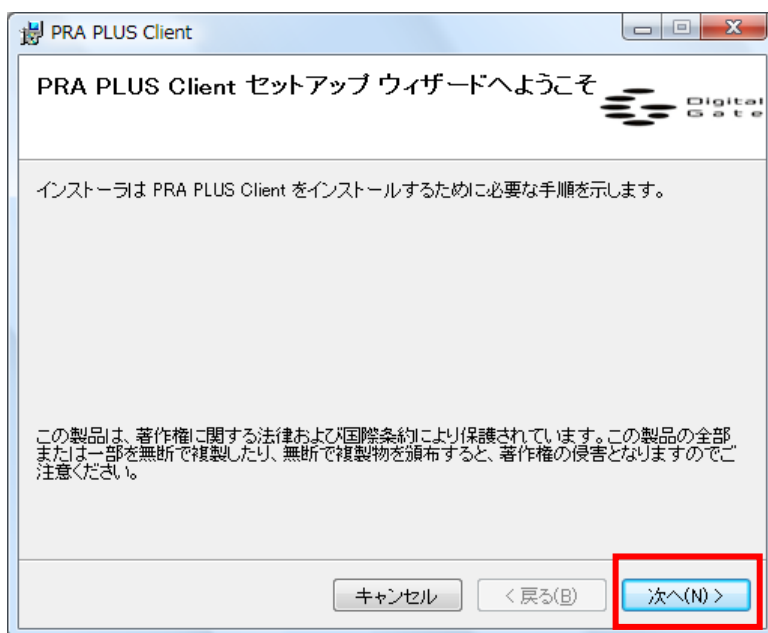 PRA PLUS Client
PRA PLUS Client セットアップ ウィザードへようこそ
Digital
Gate
インストーラは PRA PLUS Client をインストールするために必要な手順を示します。
この製品は、著作権に関する法律および国際条約により保護されています。この製品の全部
または一部を無断で複製したり、無断で複製物を頒布すると、著作権の侵害となりますのでご
注意ください。
キャンセル
< 戻る(B)
次へ(N) >